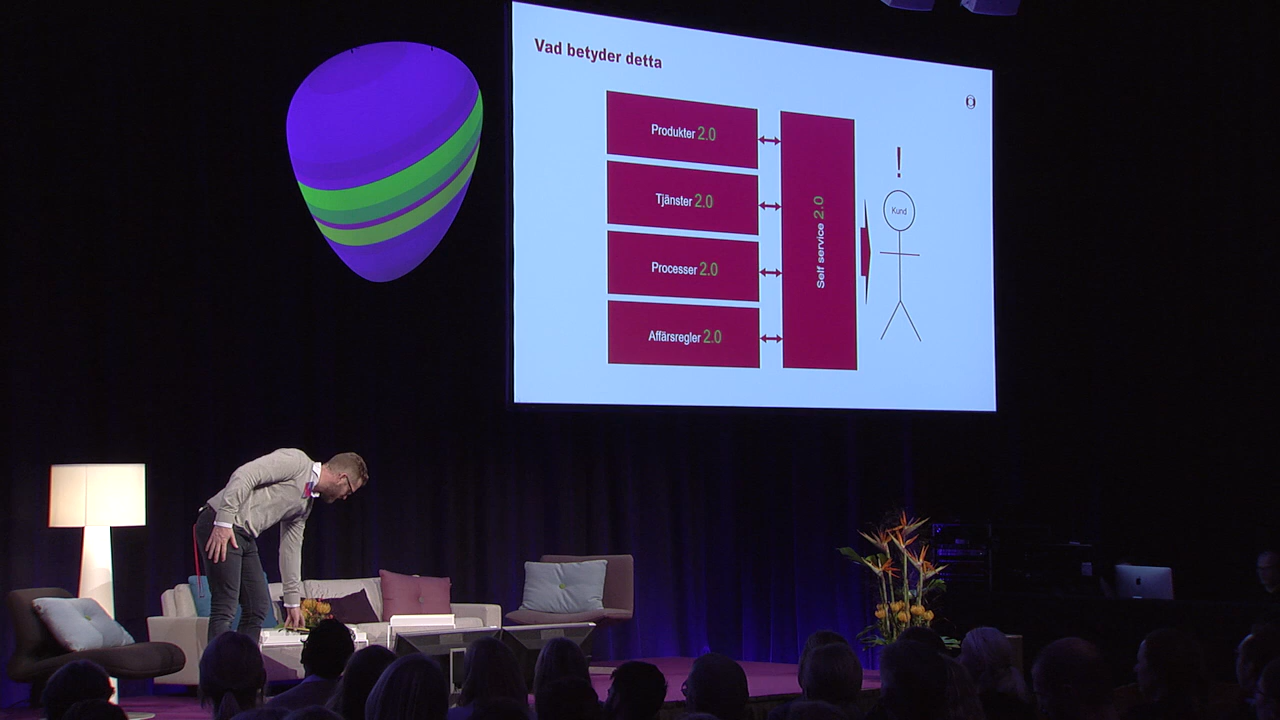 Vad betyder detta
Produkter 2.0
Tjänster 2.0
Processer 2.0
Affärsregler 2.0
Self service 2.0
!
Kund